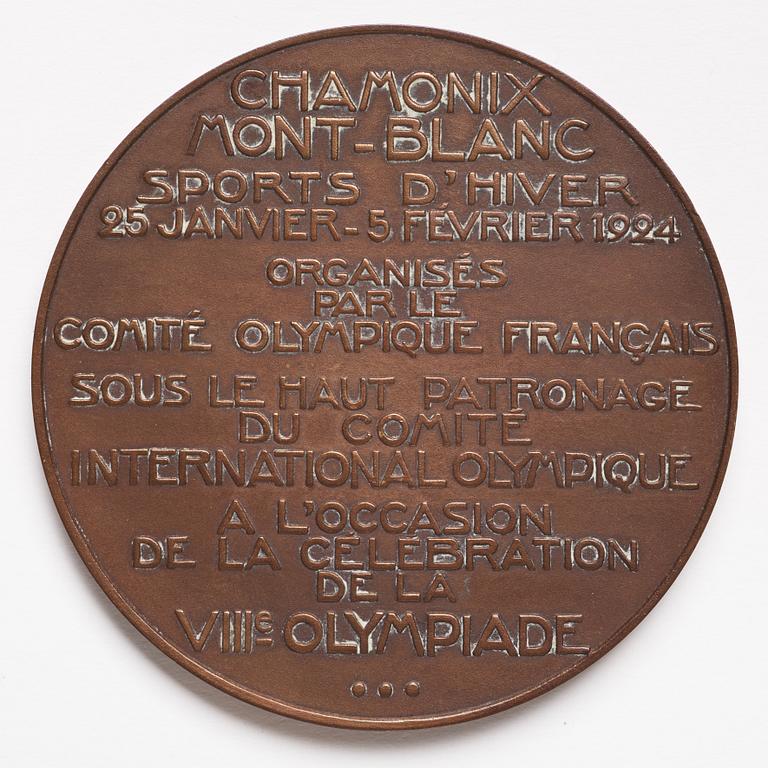 CHAMONIX
MONT-BLANC
SPORTS D'HIVER
25 JANVIER - 5 FÉVRIER 1924
ORGANISÉS
PAR LE
COMITÉ OLYMPIQUE FRANÇAIS
SOUS LE HAUT PATRONAGE
DU COMITÉ
INTERNATIONAL OLYMPIQUE
A L'OCCASION
DE LA CÉLÉBRATION
DE LA
VIIIe OLYMPIADE